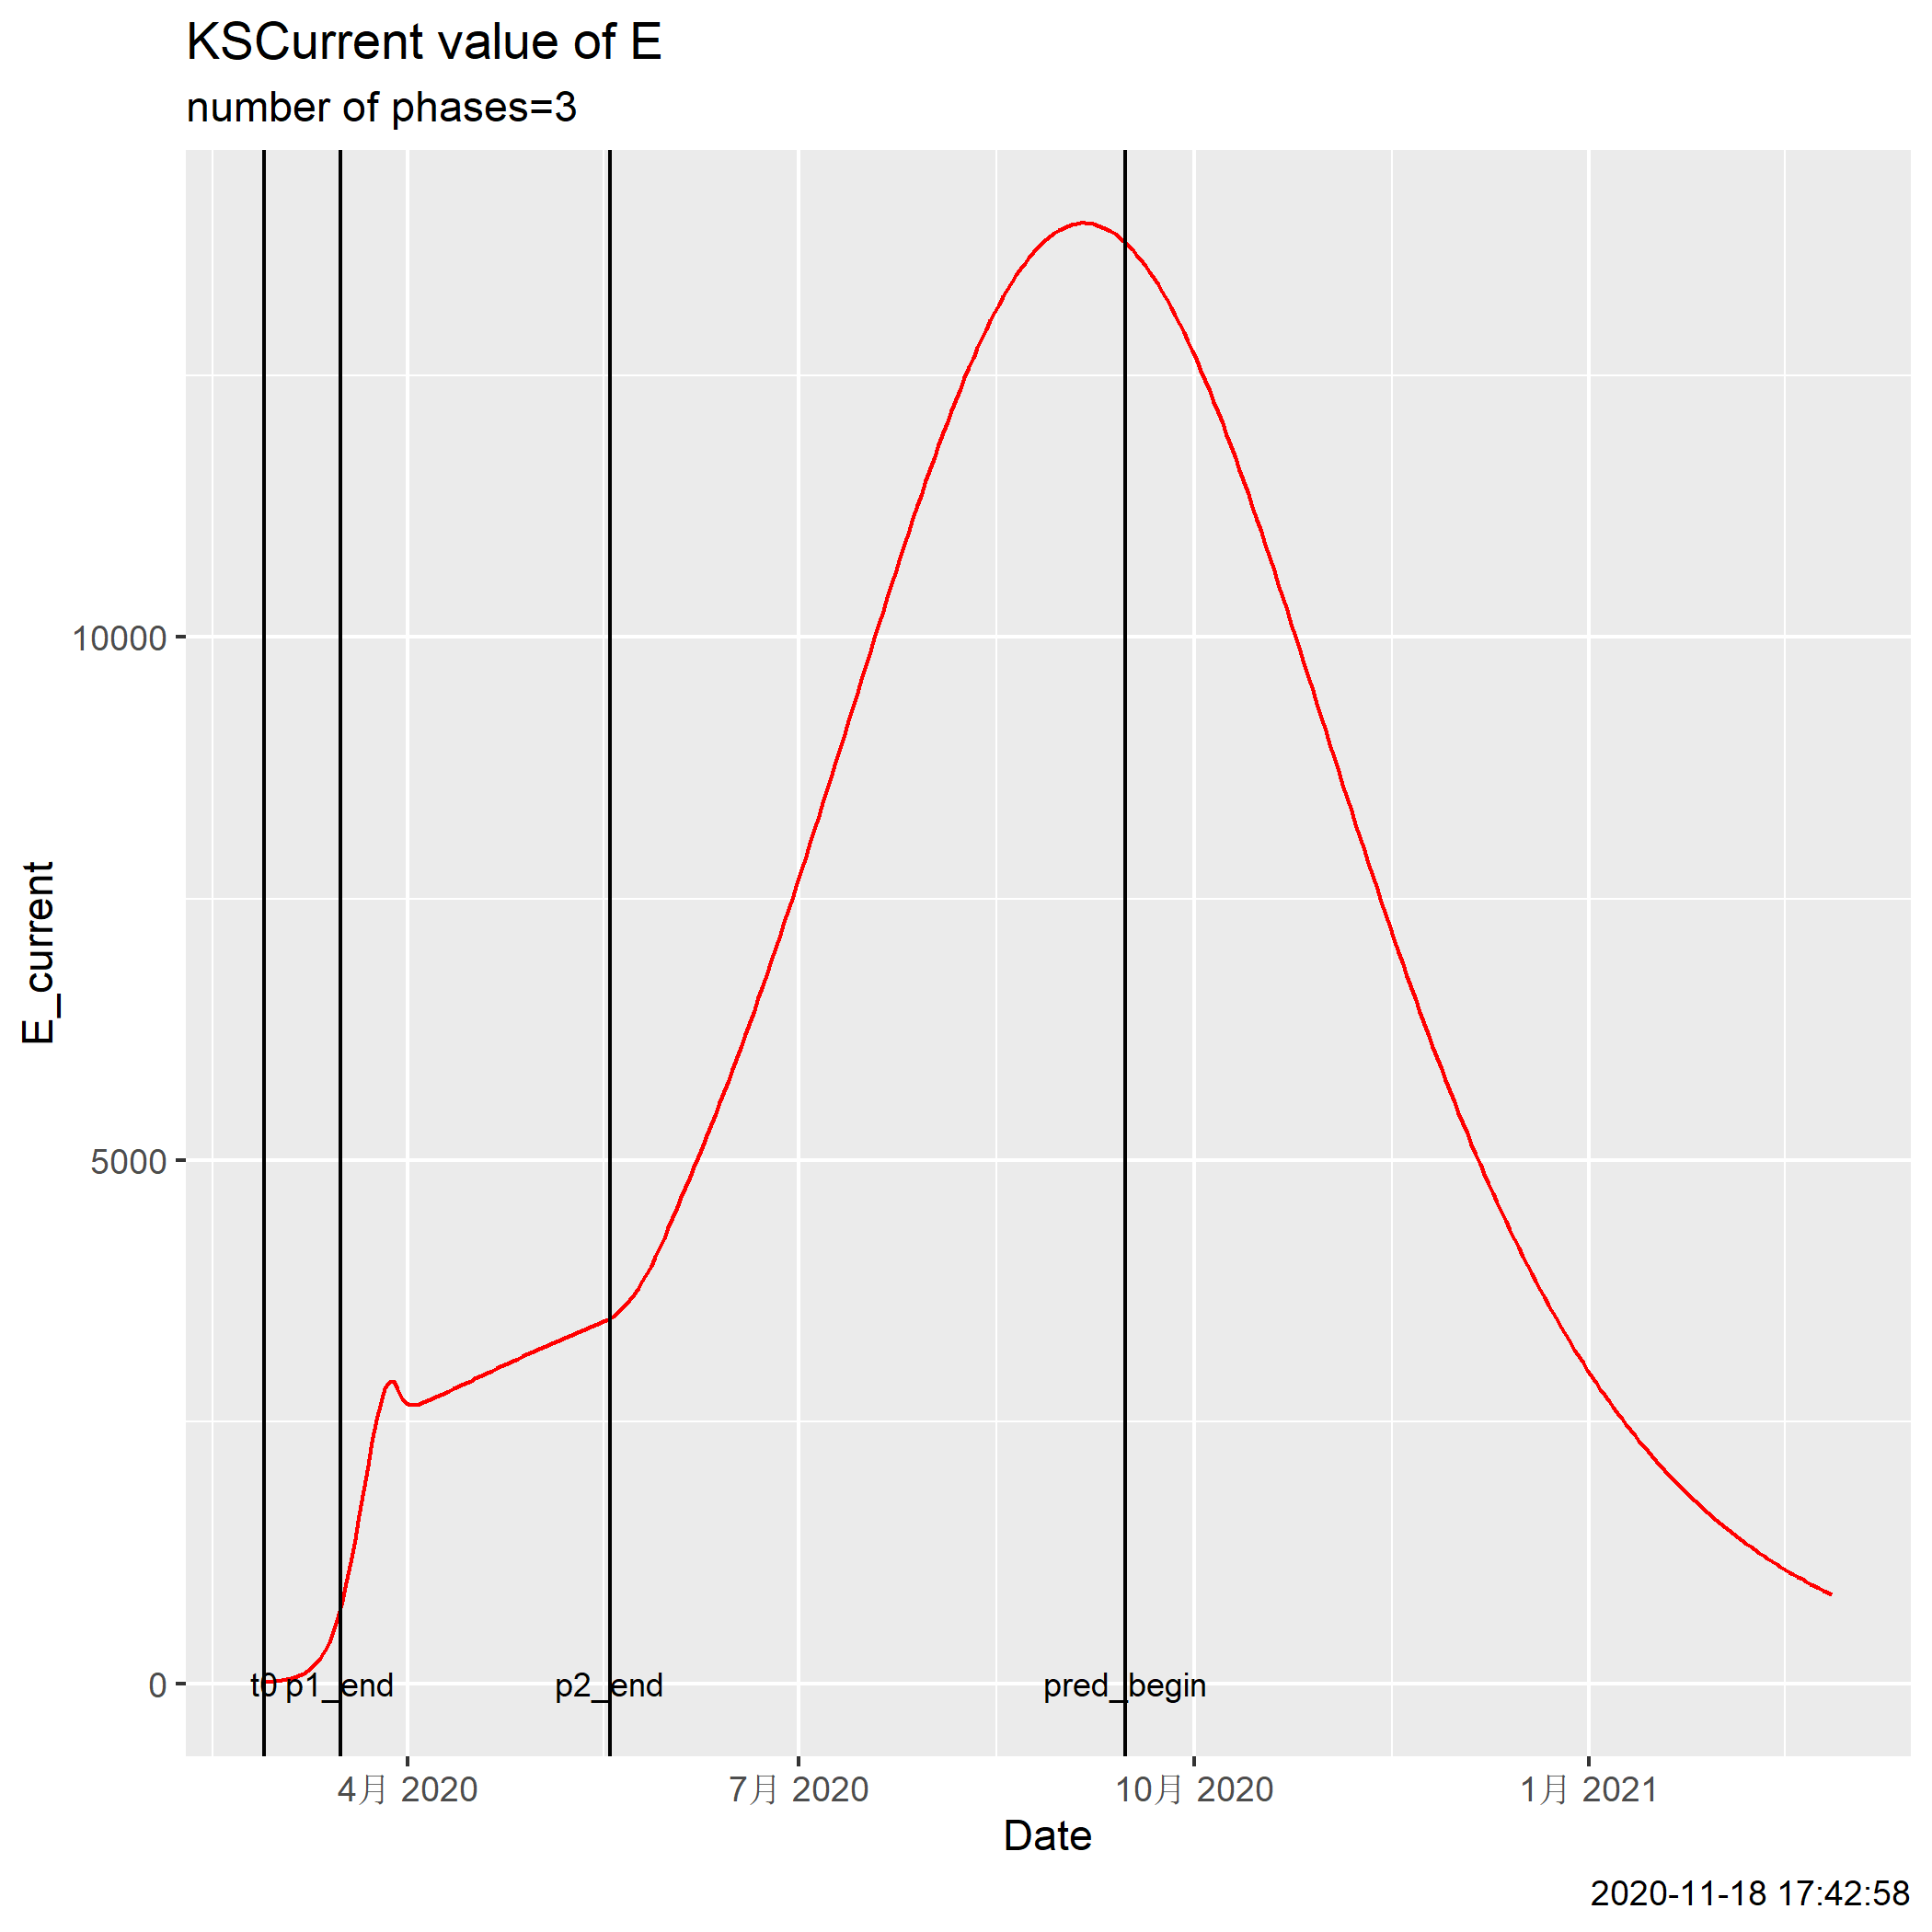 KSCurrent value of E
number of phases=3
10000
5000
0
E_current
t0 p1_end p2_end pred_begin
4月 2020 7月 2020 10月 2020 1月 2021
Date
2020-11-18 17:42:58